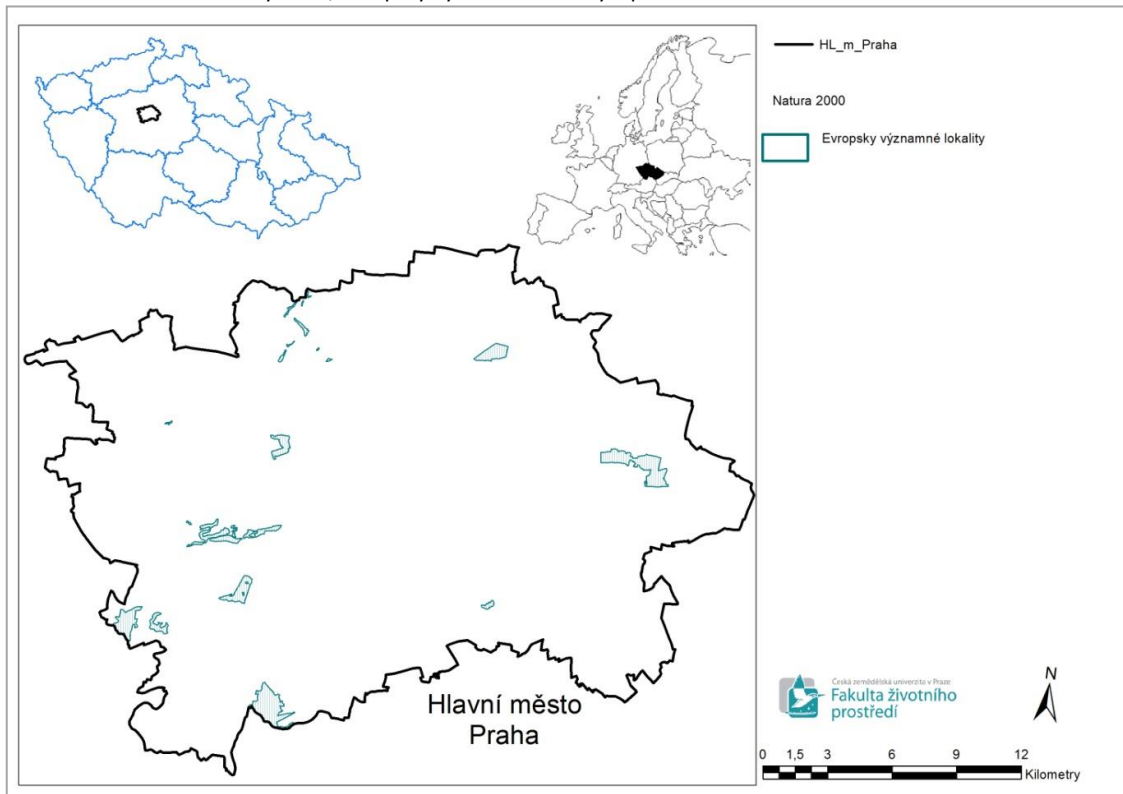 HL_m_Praha
Natura 2000
Evropsky významné lokality
Hlavní město
Praha
Česká zemědělská univerzita v Praze
Fakulta životního
prostředí
N
0 1,5 3 6 9 12
Kilometry